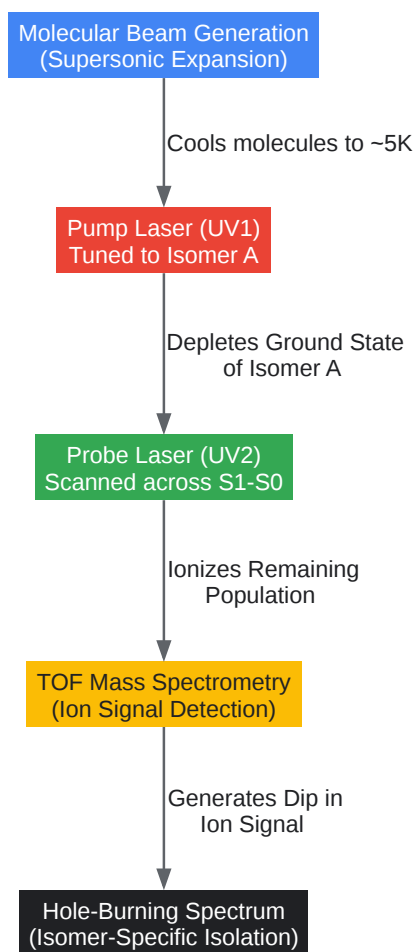 Molecular Beam Generation
(Supersonic Expansion)
Cools molecules to ~5K
Pump Laser (UV1)
Tuned to Isomer A
Depletes Ground State
of Isomer A
Probe Laser (UV2)
Scanned across S1-S0
Ionizes Remaining
Population
TOF Mass Spectrometry
(Ion Signal Detection)
Generates Dip in
Ion Signal
Hole-Burning Spectrum
(Isomer-Specific Isolation)